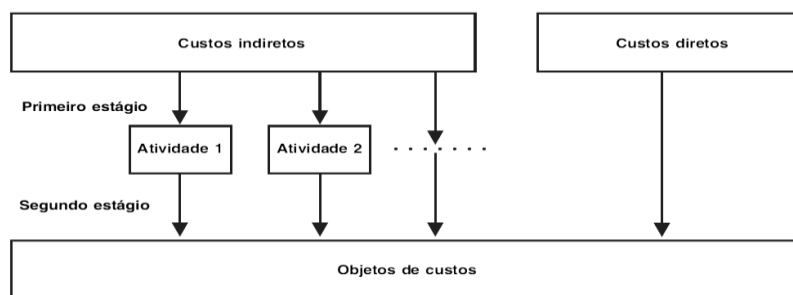 Custos indiretos
Custos diretos
Primeiro estágio
Atividade 1
Atividade 2
Segundo estágio
Objetos de custos